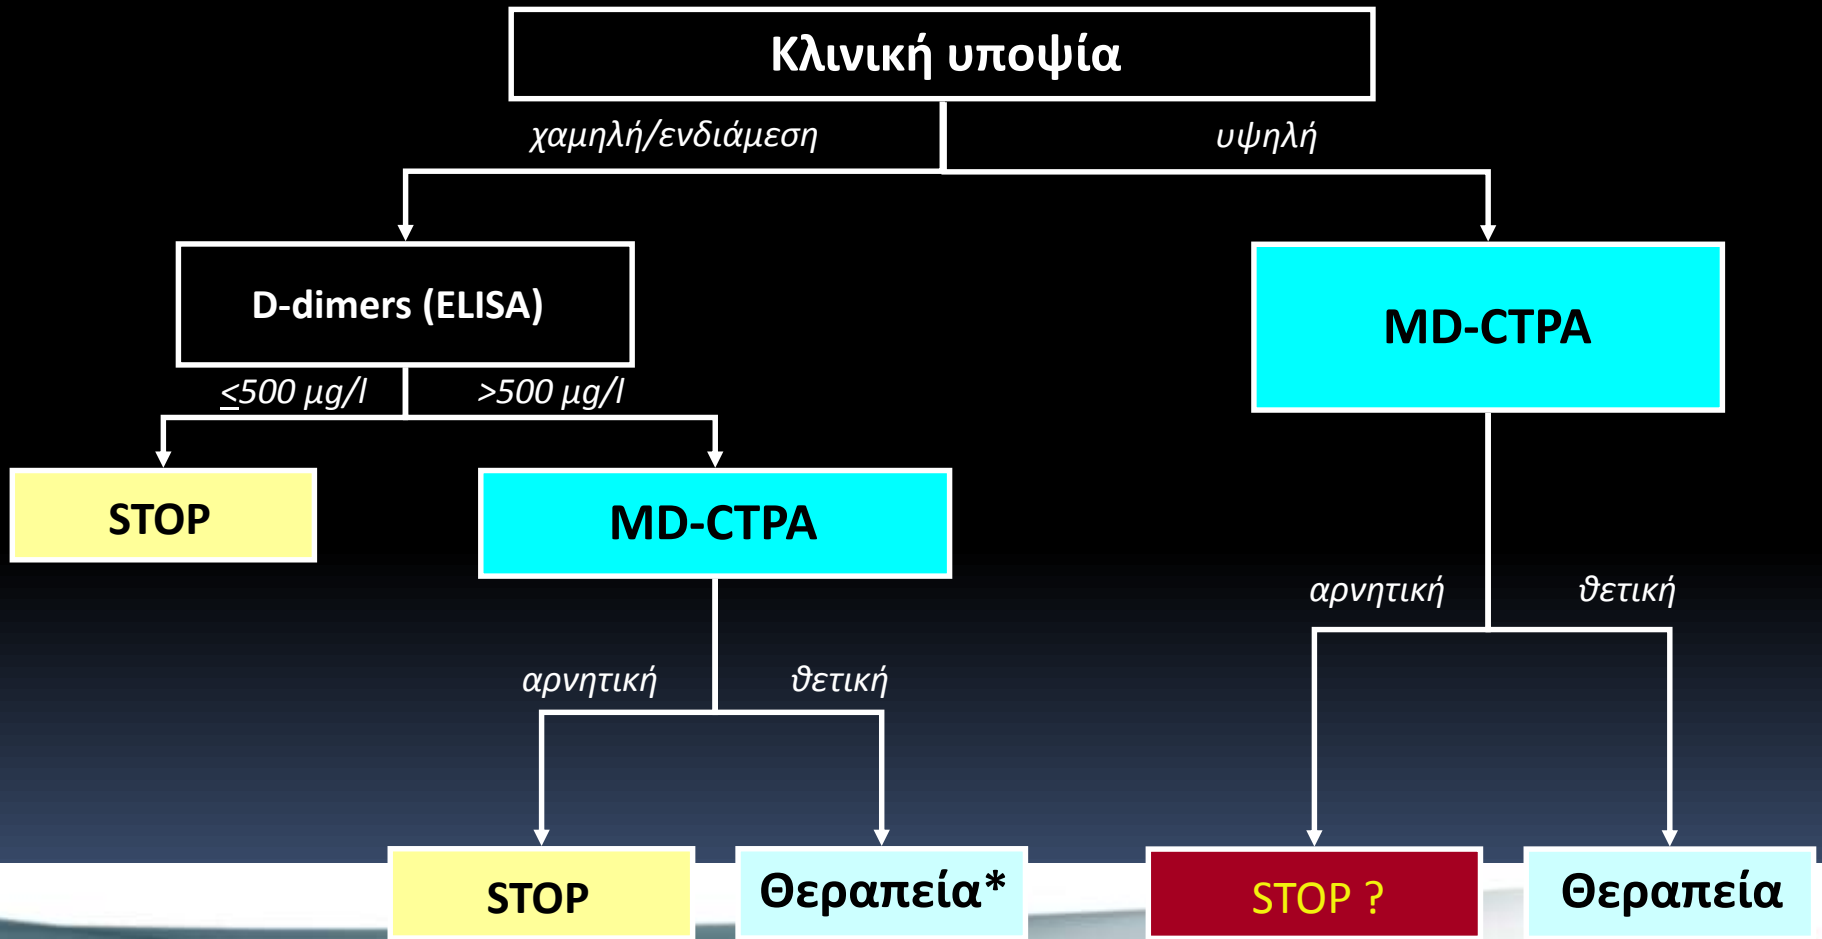 Κλινική υποψία
χαμηλή/ενδιάμεση
υψηλή
D-dimers (ELISA)
MD-CTPA
<500 μg/l
>500 μg/l
STOP
MD-CTPA
αρνητική
θετική
αρνητική
θετική
STOP
Θεραπεία*
STOP ?
Θεραπεία